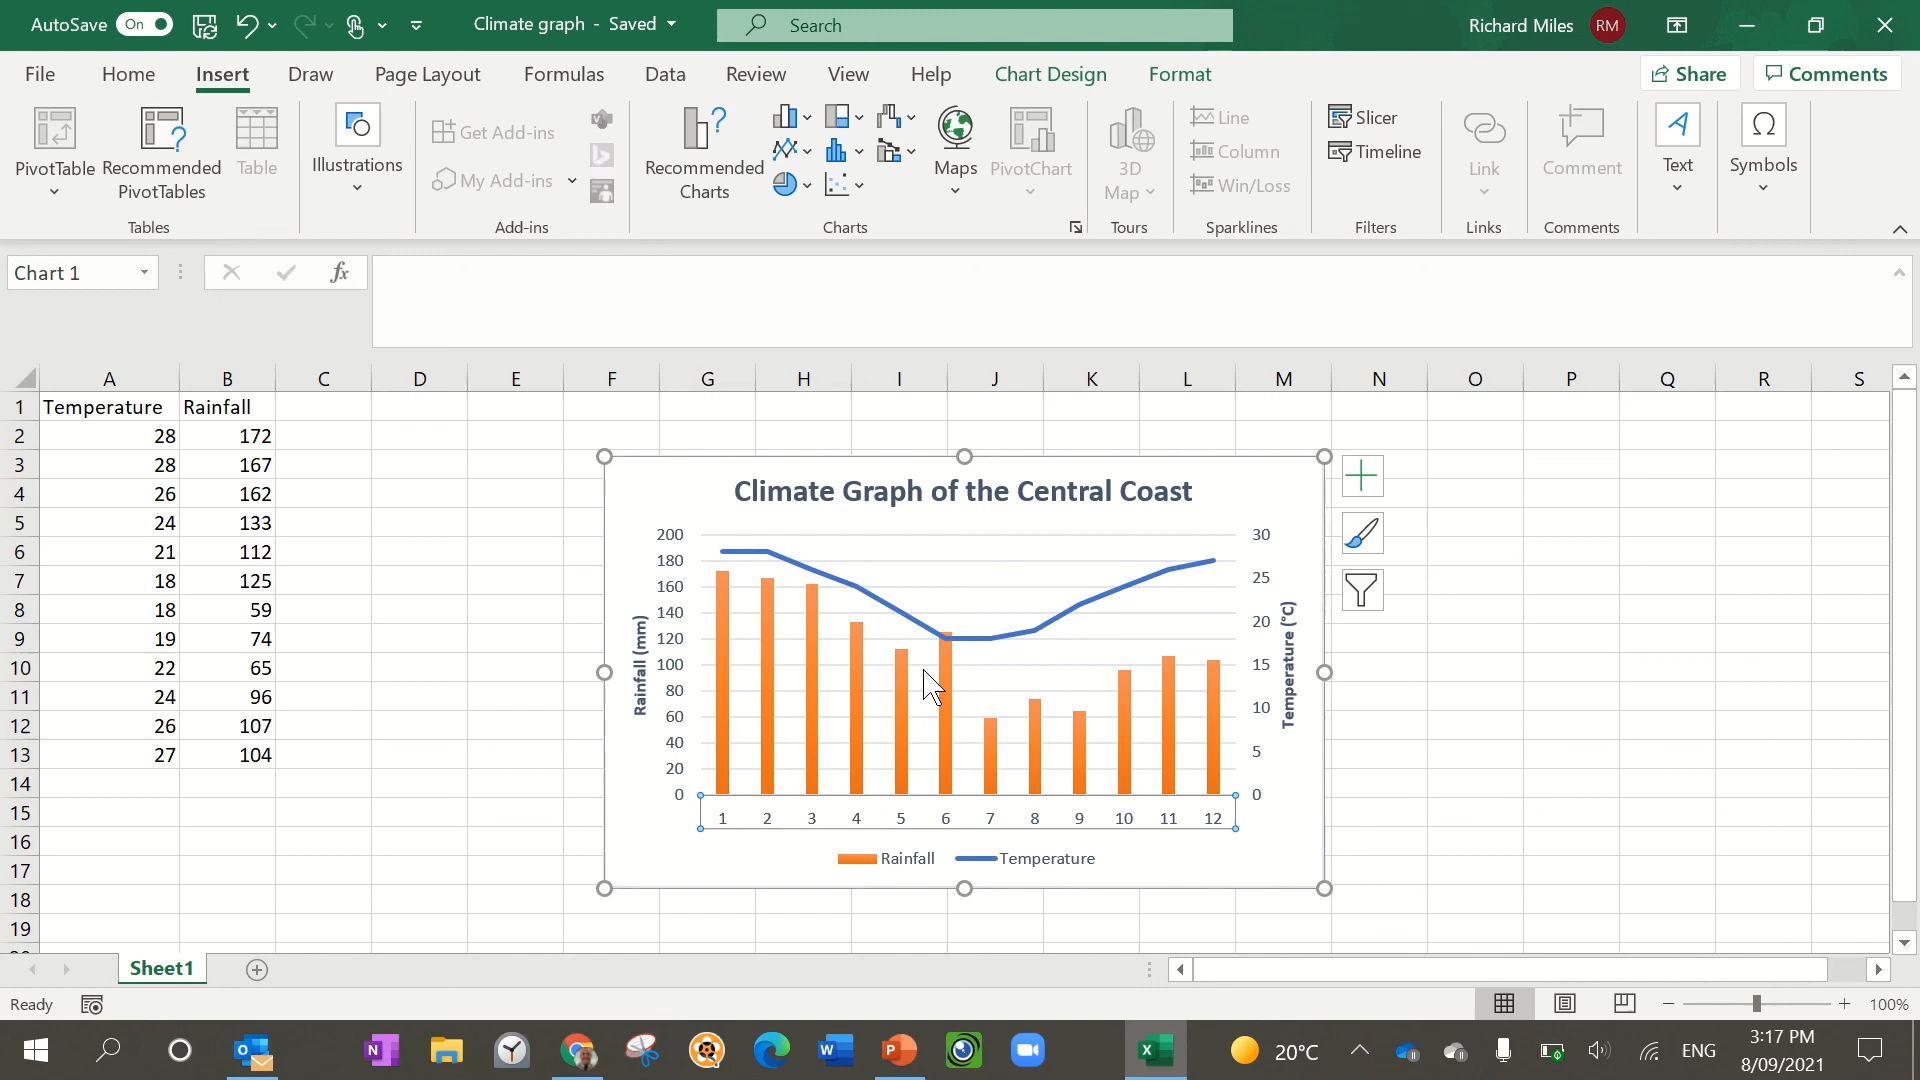 AutoSave On Climate graph - Saved Search Richard Miles RM
File Home Insert Draw Page Layout Formulas Data Review View Help Chart Design Format Share Comments
PivotTable Recommended PivotTables Table Illustrations Get Add-ins My Add-ins Recommended Charts Maps PivotChart 3D Map Line Column Win/Loss Slicer Timeline Link Comment Text Symbols
Tables Add-ins Charts Tours Sparklines Filters Links Comments
Chart 1 fx
A B C D E F G H I J K L M N O P Q R S
1 Temperature Rainfall
2 28 172
3 28 167
4 26 162
5 24 133
6 21 112
7 18 125
8 18 59
9 19 74
10 22 65
11 24 96
12 26 107
13 27 104
14
15
16
17
18
19
Climate Graph of the Central Coast
200 30
180
160 25
140
120 20
100 15
80
60 10
40 5
20
0 0
Rainfall (mm)
Temperature (°C)
1 2 3 4 5 6 7 8 9 10 11 12
Rainfall Temperature
Sheet1
Ready 100%
20°C ENG 3:17 PM
8/09/2021